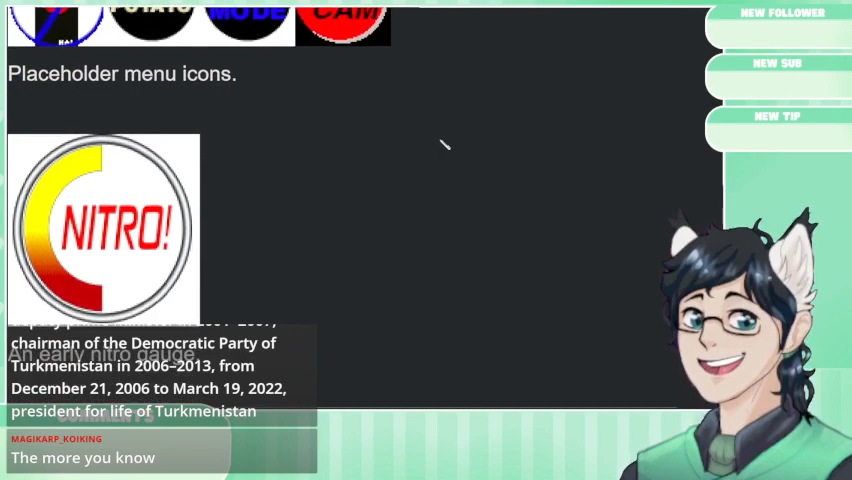 POTATO
MODE
CAM
Placeholder menu icons.
NITRO!
An early nitro gauge.
chairman of the Democratic Party of
Turkmenistan in 2006–2013, from
December 21, 2006 to March 19, 2022,
president for life of Turkmenistan
COMMENTS
MAGIKARP_KOIKING
The more you know
NEW FOLLOWER
NEW SUB
NEW TIP